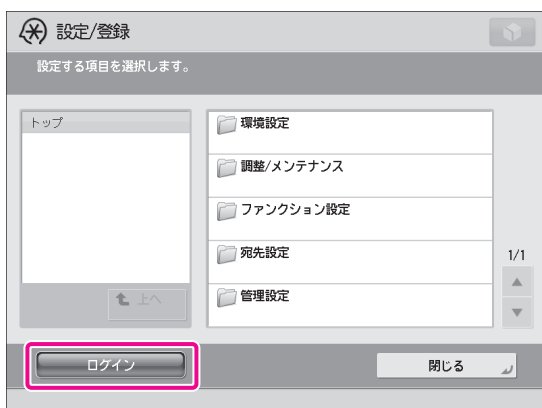 設定/登録
設定する項目を選択します。
トップ
環境設定
調整/メンテナンス
ファンクション設定
宛先設定
管理設定
1/1
上へ
ログイン
閉じる